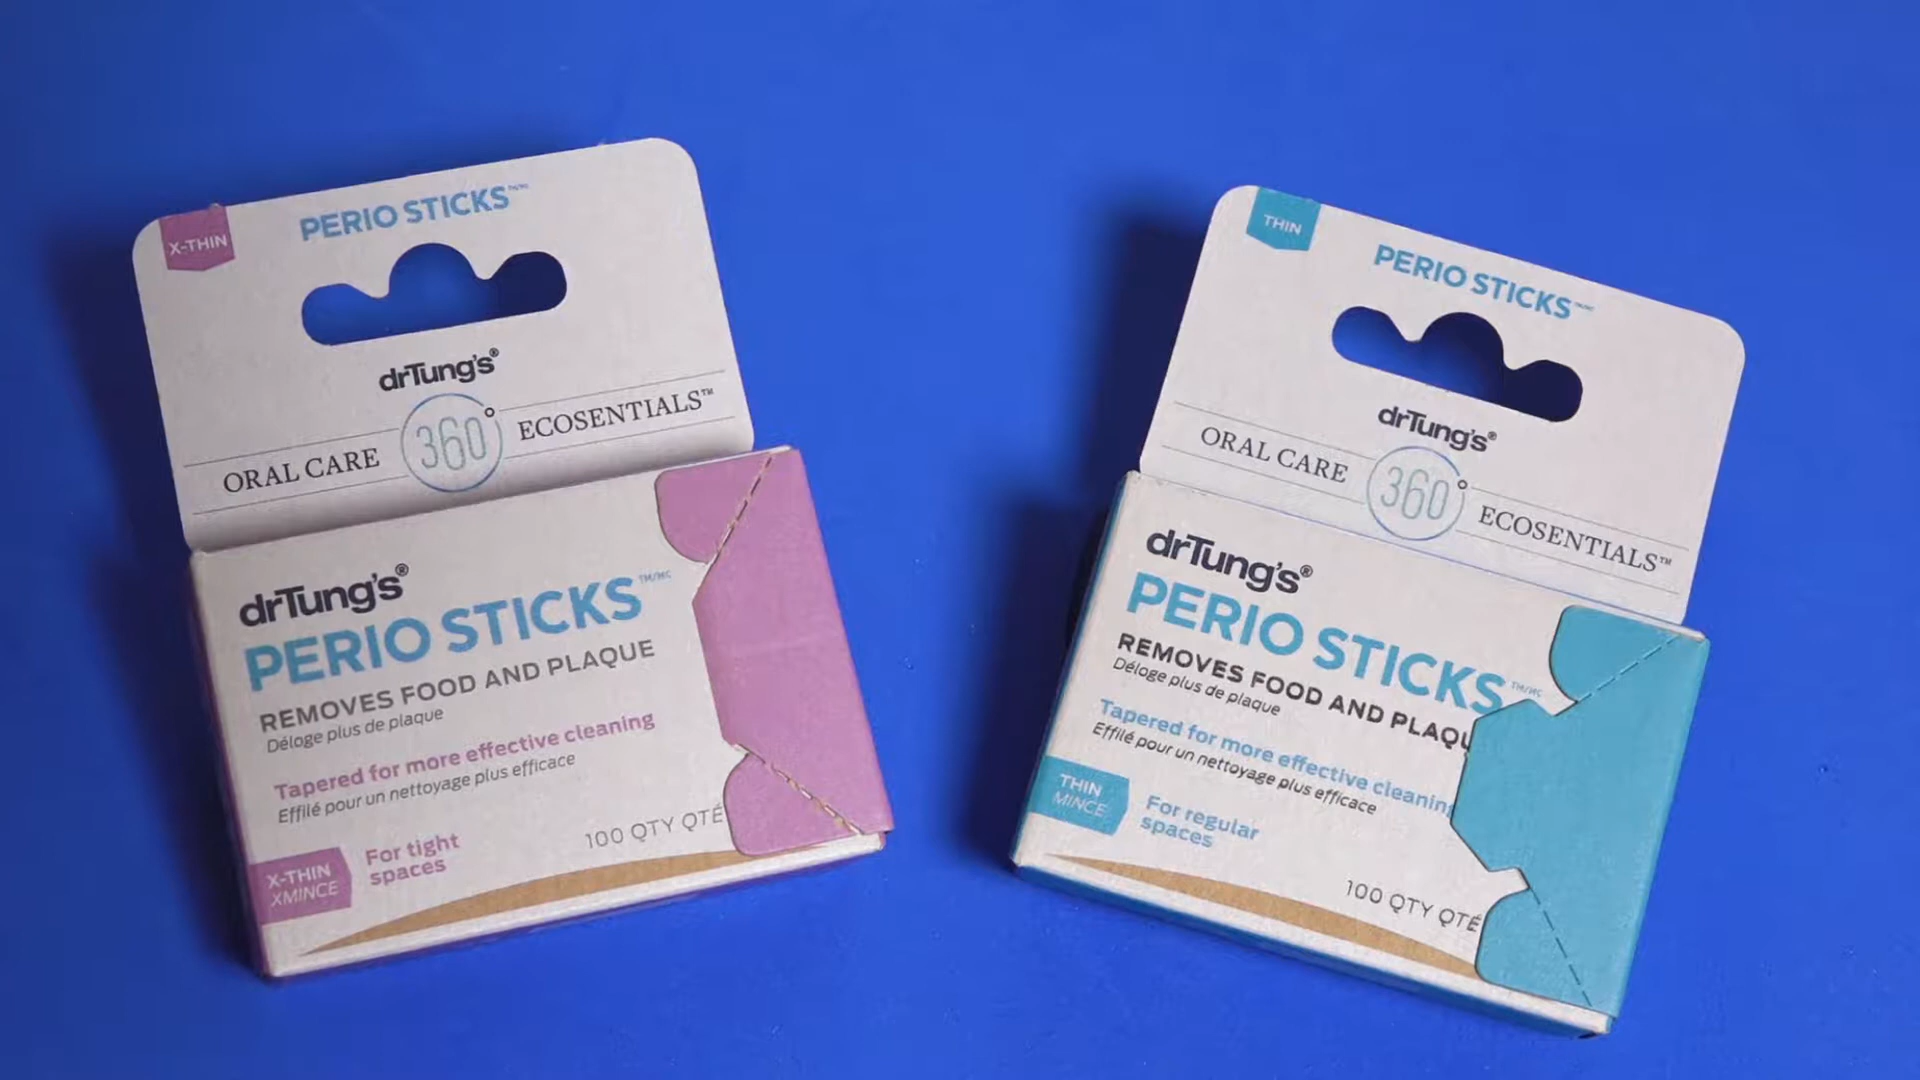 X-THIN
PERIO STICKS™/MC
drTung's®
ORAL CARE 360° ECOSENTIALS™
drTung's®
PERIO STICKS™/MC
REMOVES FOOD AND PLAQUE
Déloge plus de plaque
Tapered for more effective cleaning
Effilé pour un nettoyage plus efficace
X-THIN
XMINCE
For tight
spaces
100 QTY QTÉ
THIN
PERIO STICKS™/MC
drTung's®
ORAL CARE 360° ECOSENTIALS™
drTung's®
PERIO STICKS™/MC
REMOVES FOOD AND PLAQU
Déloge plus de plaque
Tapered for more effective cleaning
Effilé pour un nettoyage plus efficace
THIN
MINCE
For regular
spaces
100 QTY QTÉ